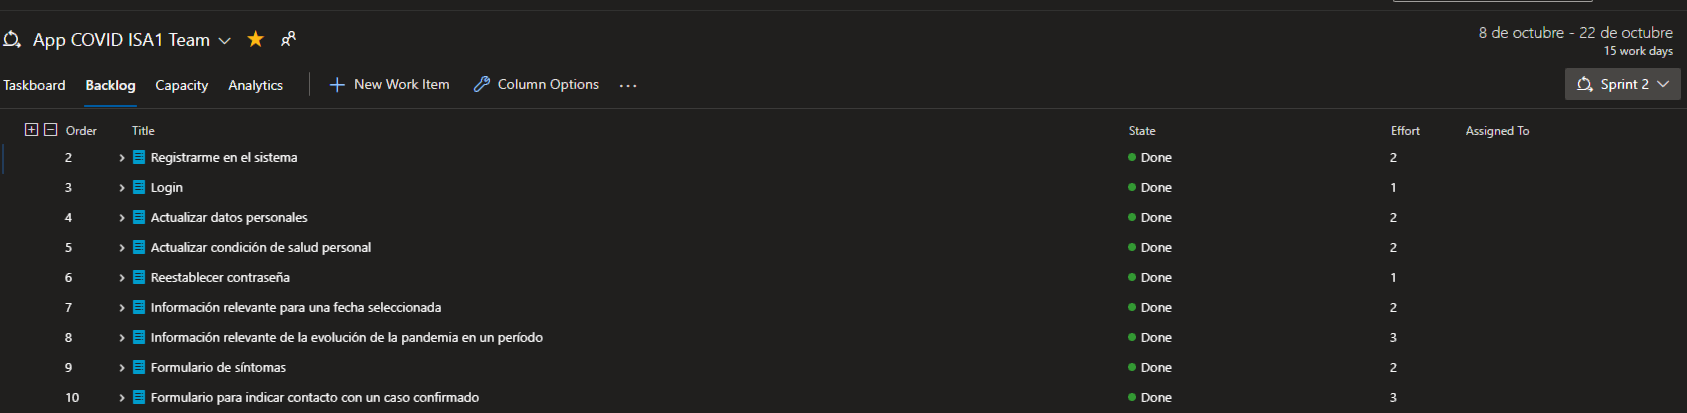 App COVID ISA1 Team
8 de octubre - 22 de octubre
15 work days
Taskboard Backlog Capacity Analytics New Work Item Column Options ...
Sprint 2
Order Title State Effort Assigned To
2 Registrarme en el sistema Done 2
3 Login Done 1
4 Actualizar datos personales Done 2
5 Actualizar condición de salud personal Done 2
6 Reestablecer contraseña Done 1
7 Información relevante para una fecha seleccionada Done 2
8 Información relevante de la evolución de la pandemia en un período Done 3
9 Formulario de síntomas Done 2
10 Formulario para indicar contacto con un caso confirmado Done 3